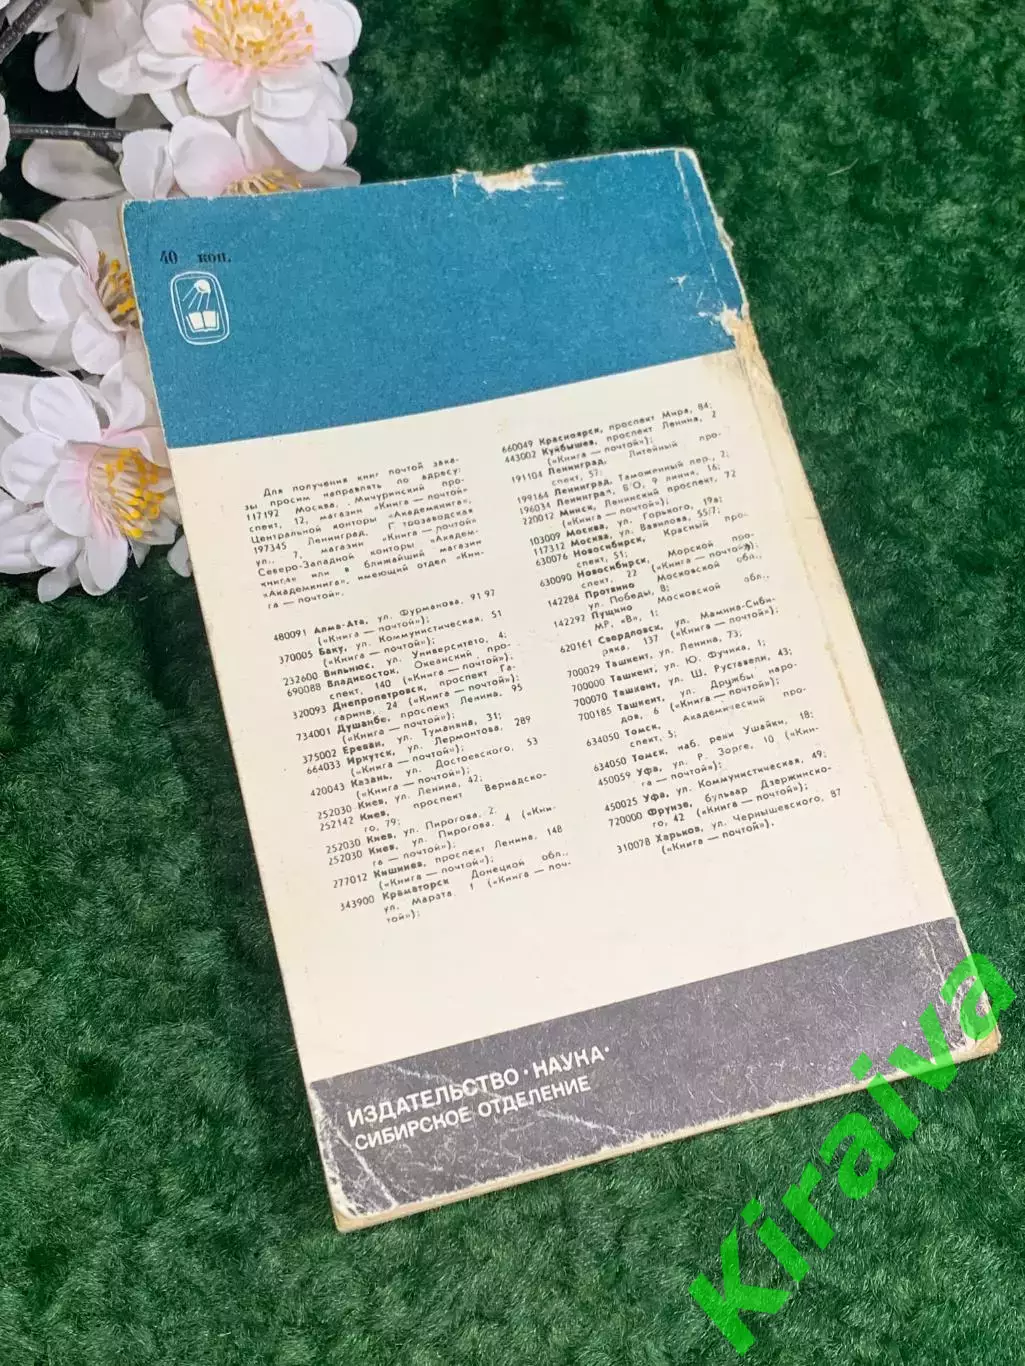 40 коп.
Для получения книг почтой зака-
зы просим направлять по адресу:
117192 Москва, Мичуринский про-
спект, 12, магазин «Книга — почтой»
Центральной конторы «Академкнига»,
197345 Ленинград, Петрозаводская
ул., 7, магазин «Книга — почтой»
Северо-Западной конторы «Академ-
книга» или в ближайший магазин
«Академкнига», имеющий отдел «Кни-
га — почтой».
480091 Алма-Ата, ул. Фурманова, 91 97
(«Книга — почтой»);
370005 Баку, ул. Коммунистическая, 51
(«Книга — почтой»);
232600 Вильнюс, ул. Университето, 4;
690088 Владивосток, Океанский про-
спект, 140 («Книга — почтой»);
320093 Днепропетровск, проспект Га-
гарина, 24 («Книга — почтой»);
734001 Душанбе, проспект Ленина, 95
(«Книга — почтой»);
375002 Ереван, ул. Туманяна, 31;
664033 Иркутск, ул. Лермонтова, 289
(«Книга — почтой»);
420043 Казань, ул. Достоевского, 53
(«Книга — почтой»);
252030 Киев, ул. Ленина, 42;
252142 Киев, проспект Вернадско-
го, 79;
252030 Киев, ул. Пирогова, 2.
252030 Киев, ул. Пирогова, 4 («Кни-
га — почтой»);
277012 Кишинев, проспект Ленина, 148
(«Книга — почтой»);
343900 Краматорск Донецкой обл.,
ул. Марата, 1 («Книга — поч-
той»);
660049 Красноярск, проспект Мира, 84;
443002 Куйбышев, проспект Ленина, 2
(«Книга — почтой»);
191104 Ленинград, Литейный про-
спект, 57;
199164 Ленинград, Таможенный пер., 2;
196034 Ленинград, В/О, 9 линия, 16;
220012 Минск, Ленинский проспект, 72
(«Книга — почтой»);
103009 Москва, ул. Горького, 19а;
117312 Москва, ул. Вавилова, 55/7;
630076 Новосибирск, Красный про-
спект, 51;
630090 Новосибирск, Морской про-
спект, 22 («Книга — почтой»);
142284 Протвино Московской обл.,
ул. Победы, 8;
142292 Пущино Московской обл.,
МР, «В», 1;
620161 Свердловск, ул. Мамина-Сиби-
ряка, 137 («Книга — почтой»);
700029 Ташкент, ул. Ленина, 73;
700000 Ташкент, ул. Ю. Фучика, 1;
700070 Ташкент, ул. Ш. Руставели, 43;
700185 Ташкент, ул. Дружбы наро-
дов, 6 («Книга — почтой»);
634050 Томск, Академический про-
спект, 5;
634050 Томск, наб. реки Ушайки, 18;
450059 Уфа, ул. Р. Зорге, 10 («Кни-
га — почтой»);
450025 Уфа, ул. Коммунистическая, 49;
720000 Фрунзе, бульвар Дзержинско-
го, 42 («Книга — почтой»);
310078 Харьков, ул. Чернышевского, 87
(«Книга — почтой»).
ИЗДАТЕЛЬСТВО · НАУКА ·
СИБИРСКОЕ ОТДЕЛЕНИЕ
Kiraiva